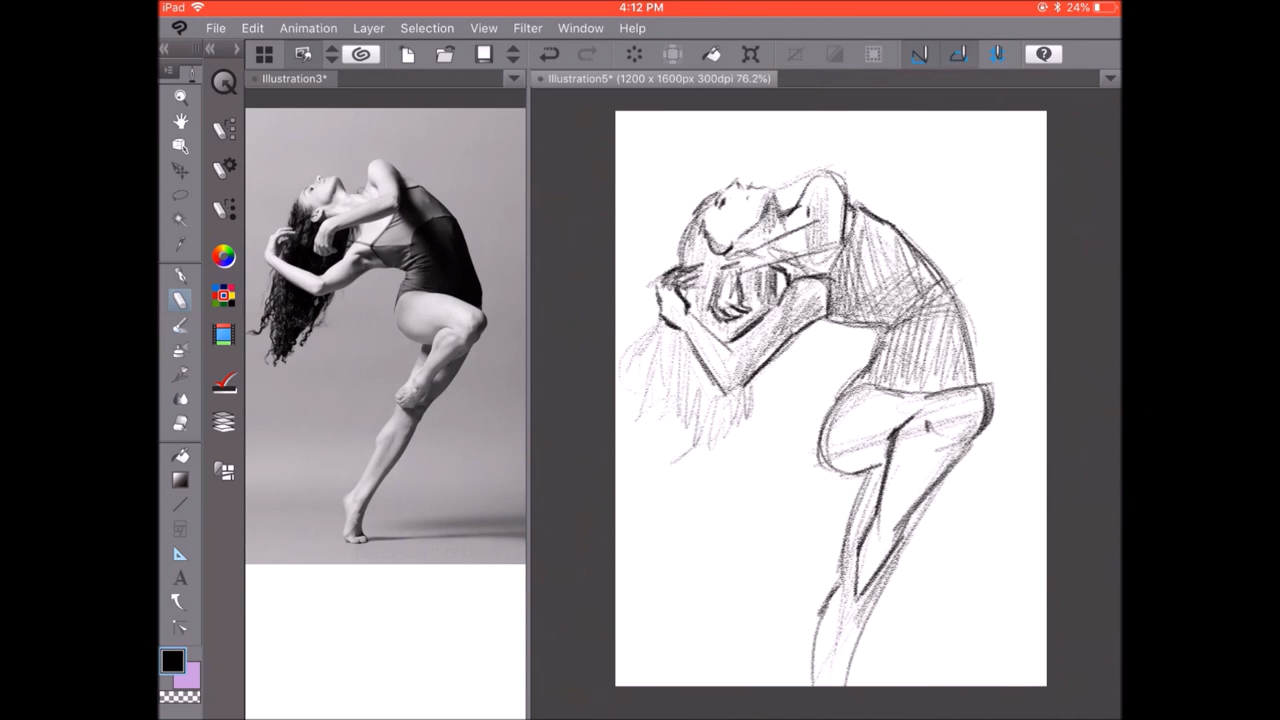 iPad 4:12 PM 24%
File Edit Animation Layer Selection View Filter Window Help
Illustration3* Illustration5* (1200 x 1600px 300dpi 76.2%)